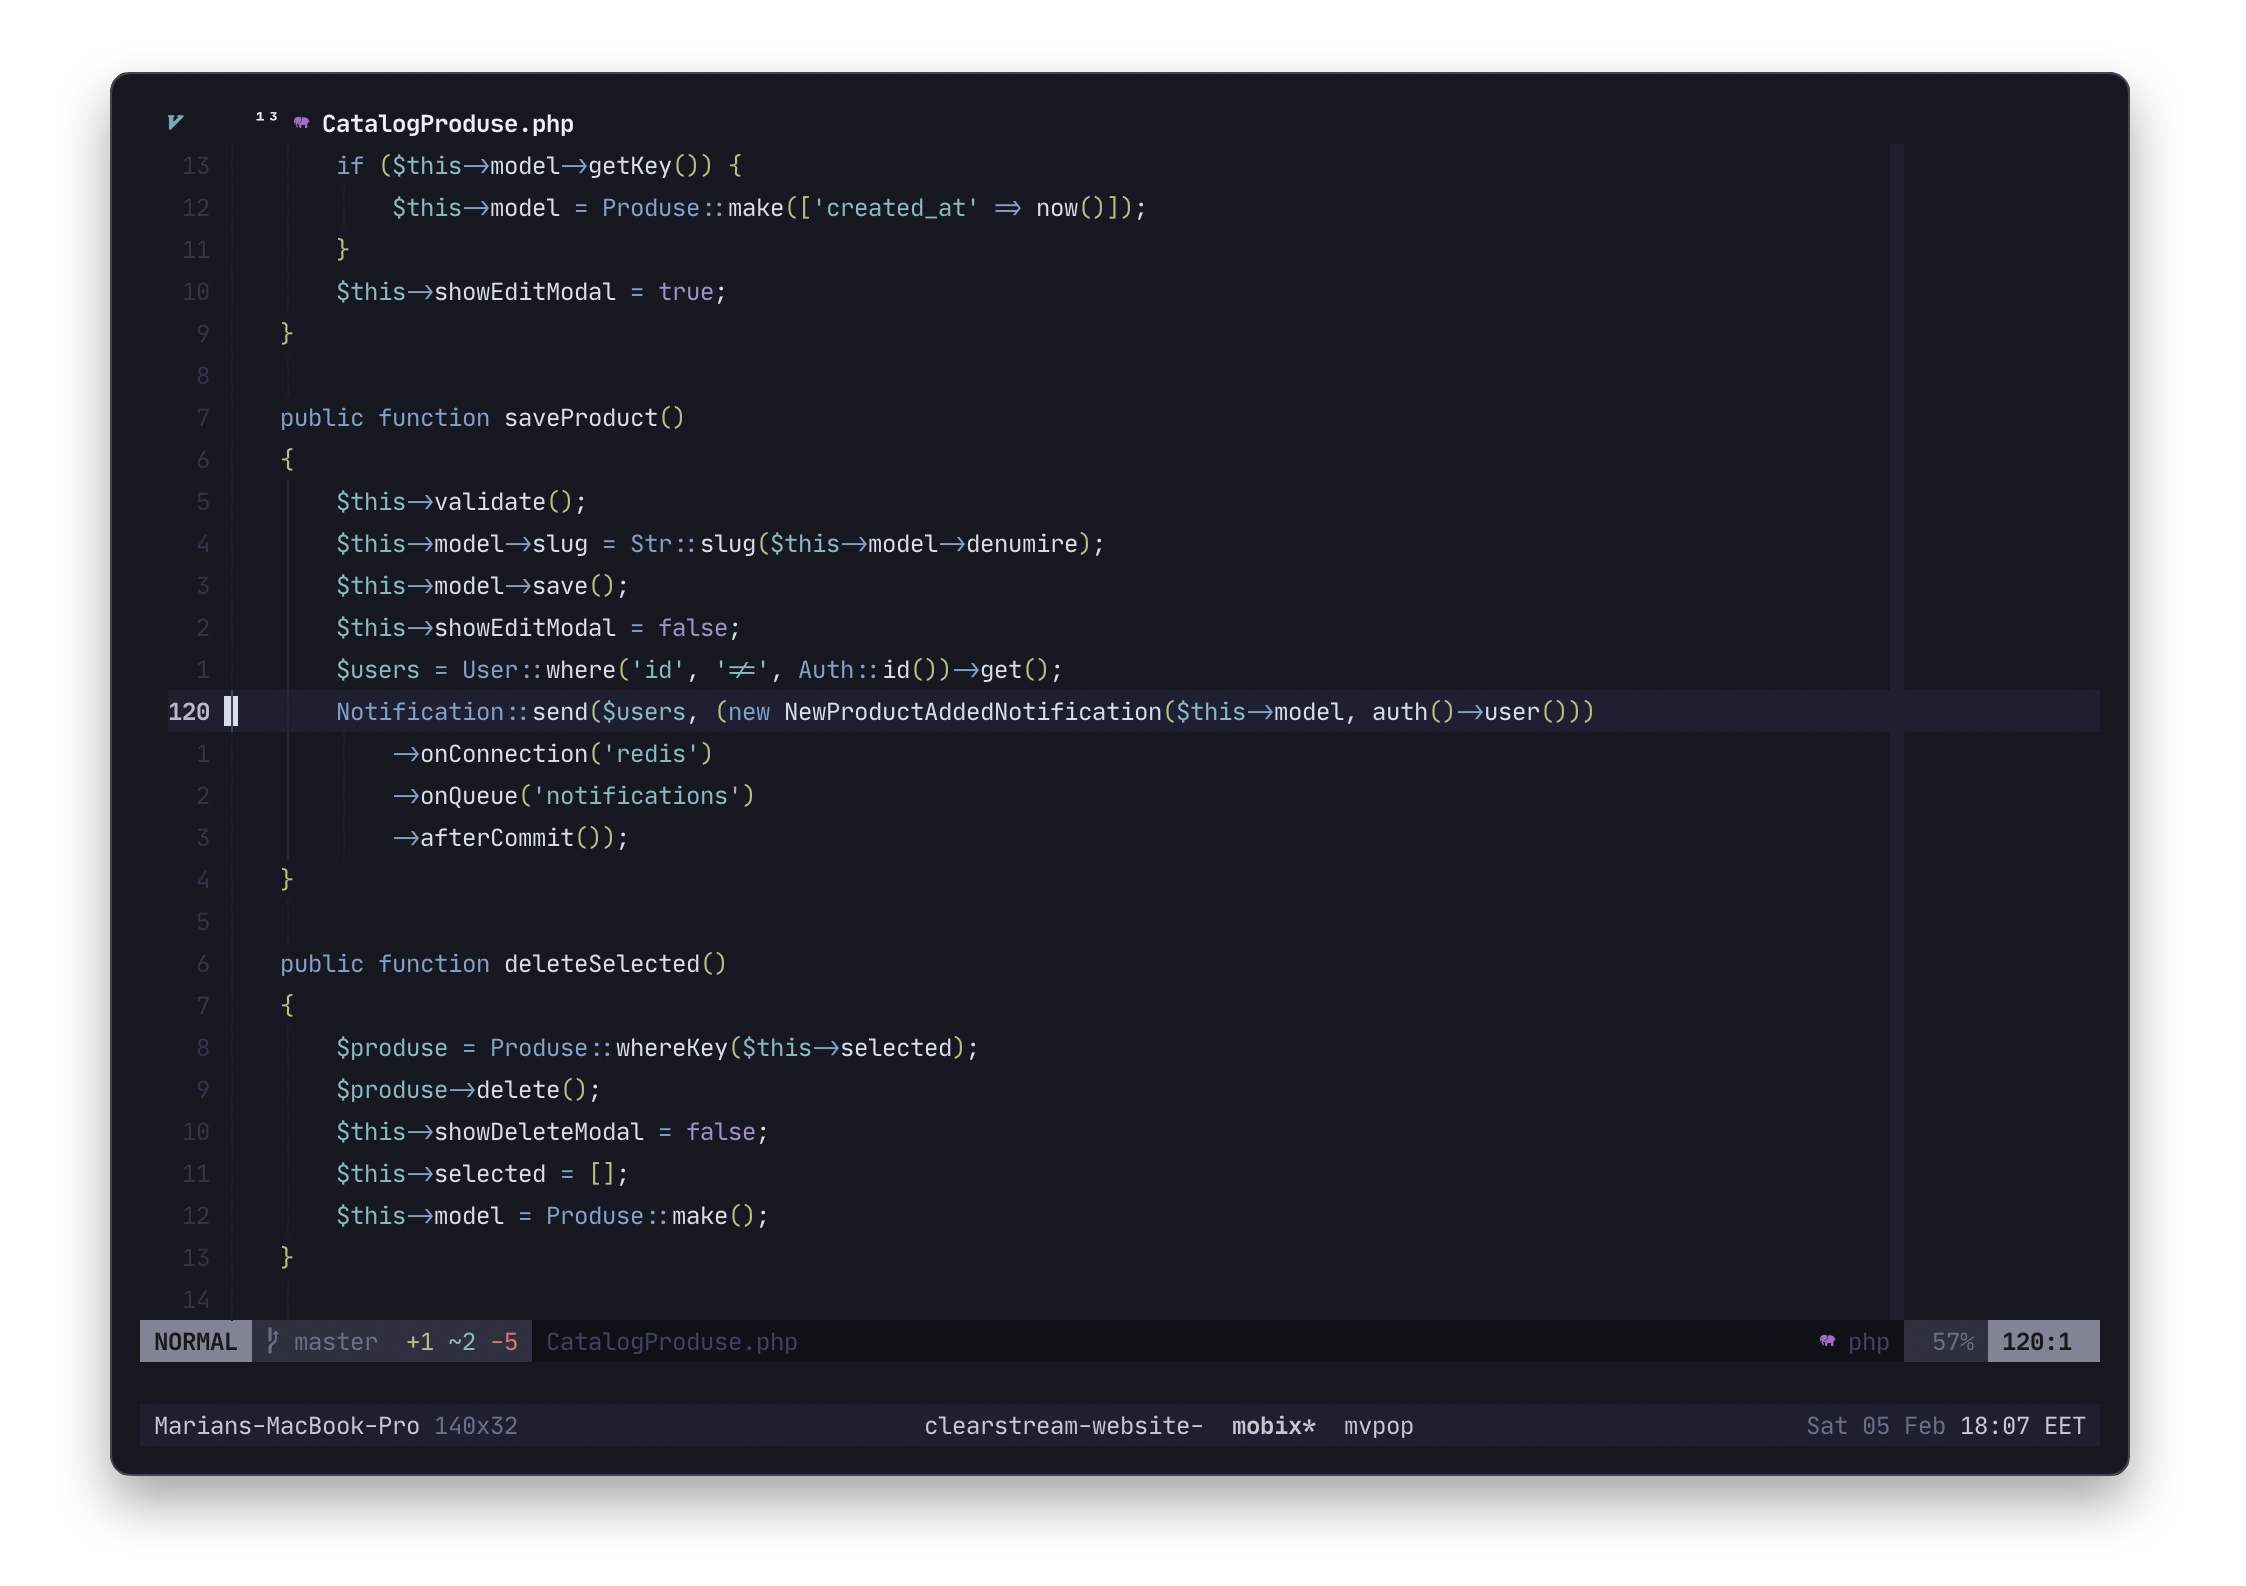 ¹³ CatalogProduse.php
13 if ($this->model->getKey()) {
12 $this->model = Produse::make(['created_at' => now()]);
11 }
10 $this->showEditModal = true;
9 }
8
7 public function saveProduct()
6 {
5 $this->validate();
4 $this->model->slug = Str::slug($this->model->denumire);
3 $this->model->save();
2 $this->showEditModal = false;
1 $users = User::where('id', '!=', Auth::id())->get();
120 Notification::send($users, (new NewProductAddedNotification($this->model, auth()->user()))
1 ->onConnection('redis')
2 ->onQueue('notifications')
3 ->afterCommit());
4 }
5
6 public function deleteSelected()
7 {
8 $produse = Produse::whereKey($this->selected);
9 $produse->delete();
10 $this->showDeleteModal = false;
11 $this->selected = [];
12 $this->model = Produse::make();
13 }
14
NORMAL master +1 ~2 -5 CatalogProduse.php php 57% 120:1
Marians-MacBook-Pro 140x32 clearstream-website- mobix* mvpop Sat 05 Feb 18:07 EET